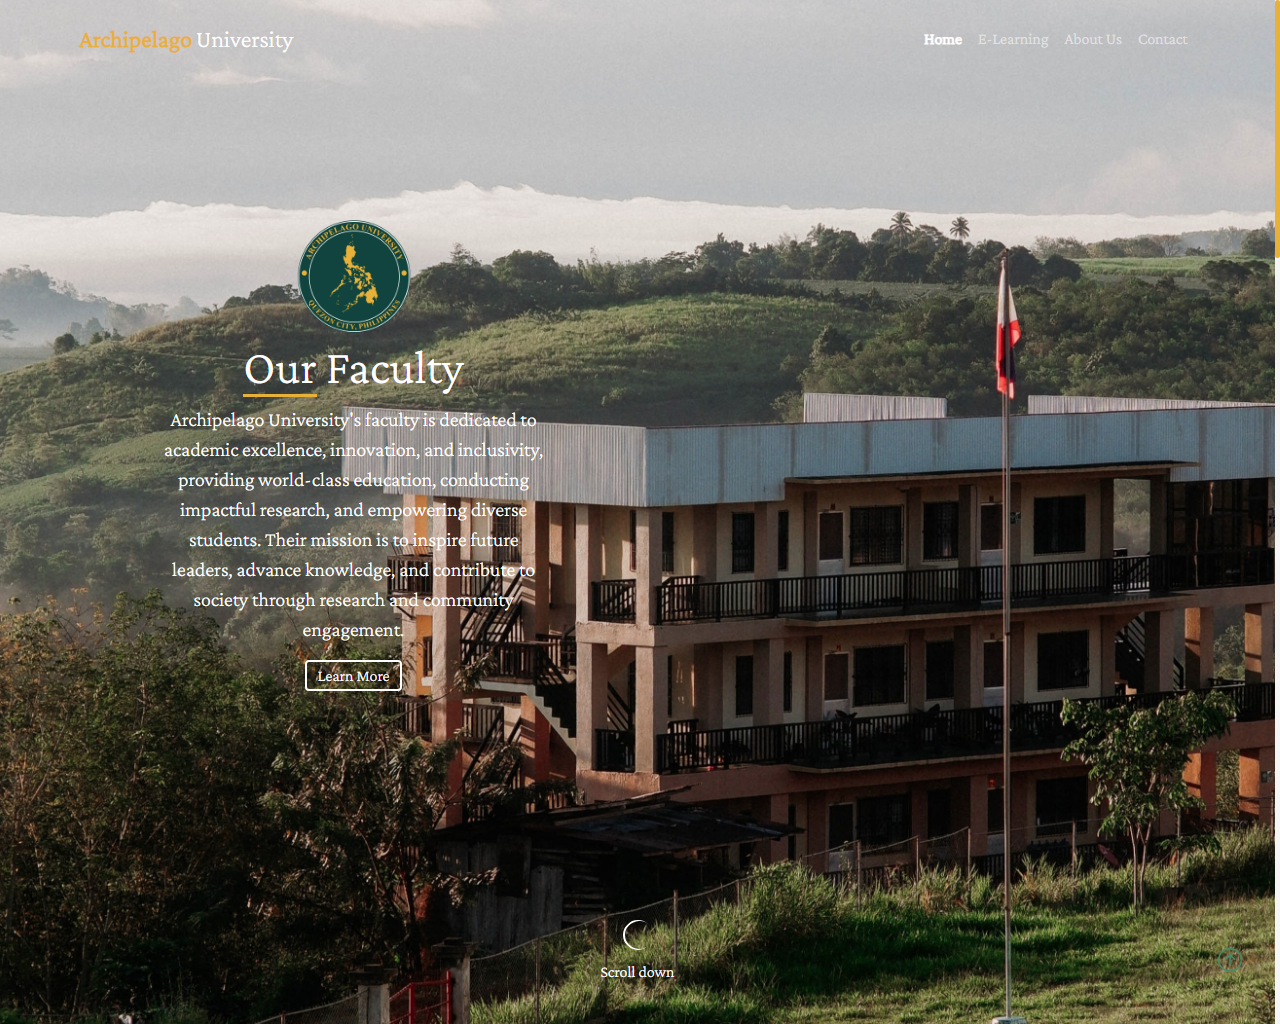 Archipelago University
Home E-Learning About Us Contact
ARCHIPELAGO UNIVERSITY
QUEZON CITY, PHILIPPINES
Our Faculty
Archipelago University's faculty is dedicated to
academic excellence, innovation, and inclusivity,
providing world-class education, conducting
impactful research, and empowering diverse
students. Their mission is to inspire future
leaders, advance knowledge, and contribute to
society through research and community
engagement.
Learn More
Scroll down